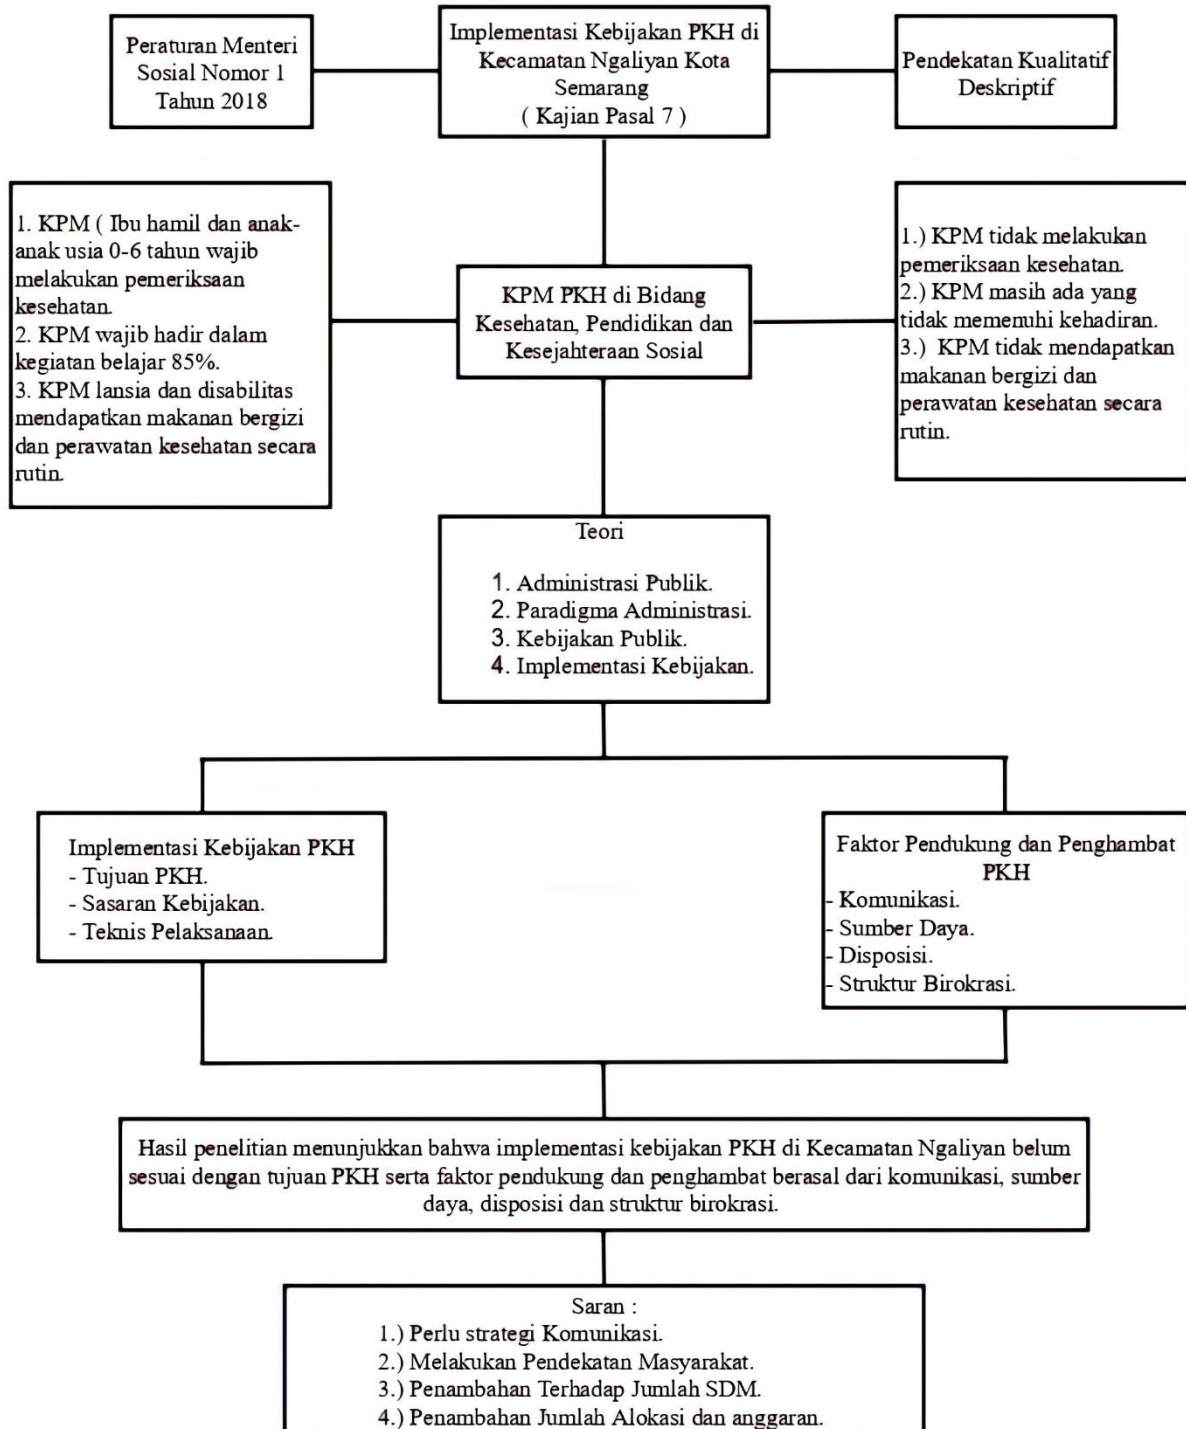 Peraturan Menteri
Sosial Nomor 1
Tahun 2018
Implementasi Kebijakan PKH di
Kecamatan Ngaliyan Kota
Semarang
( Kajian Pasal 7 )
Pendekatan Kualitatif
Deskriptif
1. KPM ( Ibu hamil dan anak-
anak usia 0-6 tahun wajib
melakukan pemeriksaan
kesehatan.
2. KPM wajib hadir dalam
kegiatan belajar 85%.
3. KPM lansia dan disabilitas
mendapatkan makanan bergizi
dan perawatan kesehatan secara
rutin.
KPM PKH di Bidang
Kesehatan, Pendidikan dan
Kesejahteraan Sosial
1.) KPM tidak melakukan
pemeriksaan kesehatan.
2.) KPM masih ada yang
tidak memenuhi kehadiran.
3.) KPM tidak mendapatkan
makanan bergizi dan
perawatan kesehatan secara
rutin.
Teori
1. Administrasi Publik.
2. Paradigma Administrasi.
3. Kebijakan Publik.
4. Implementasi Kebijakan.
Implementasi Kebijakan PKH
- Tujuan PKH.
- Sasaran Kebijakan.
- Teknis Pelaksanaan.
Faktor Pendukung dan Penghambat
PKH
- Komunikasi.
- Sumber Daya.
- Disposisi.
- Struktur Birokrasi.
Hasil penelitian menunjukkan bahwa implementasi kebijakan PKH di Kecamatan Ngaliyan belum
sesuai dengan tujuan PKH serta faktor pendukung dan penghambat berasal dari komunikasi, sumber
daya, disposisi dan struktur birokrasi.
Saran :
1.) Perlu strategi Komunikasi.
2.) Melakukan Pendekatan Masyarakat.
3.) Penambahan Terhadap Jumlah SDM.
4.) Penambahan Jumlah Alokasi dan anggaran.